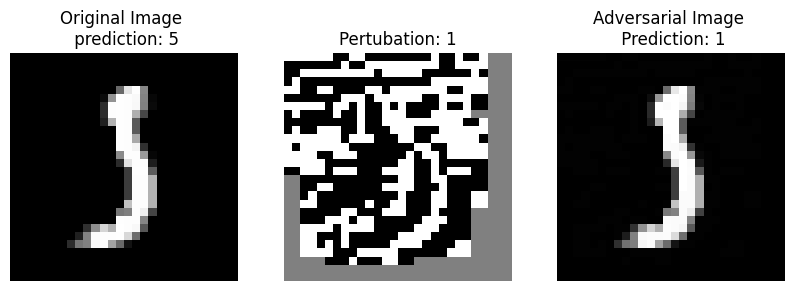 Original Image
prediction: 5
Pertubation: 1
Adversarial Image
Prediction: 1